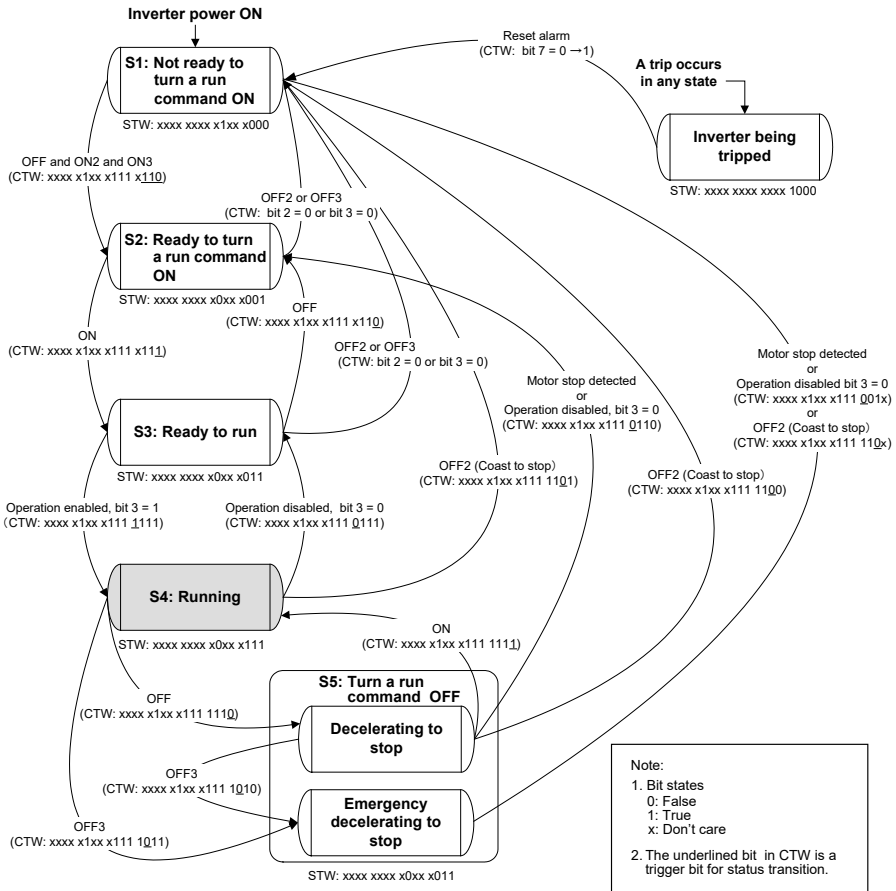 Inverter power ON
S1: Not ready to
turn a run
command ON
STW: xxxx xxxx x1xx x000
Reset alarm
(CTW: bit 7 = 0 →1)
A trip occurs
in any state
Inverter being
tripped
STW: xxxx xxxx xxxx 1000
OFF and ON2 and ON3
(CTW: xxxx x1xx x111 x110)
OFF2 or OFF3
(CTW: bit 2 = 0 or bit 3 = 0)
S2: Ready to turn
a run command
ON
STW: xxxx xxxx x0xx x001
OFF
(CTW: xxxx x1xx x111 x110)
ON
(CTW: xxxx x1xx x111 x111)
OFF2 or OFF3
(CTW: bit 2 = 0 or bit 3 = 0)
Motor stop detected
or
Operation disabled, bit 3 = 0
(CTW: xxxx x1xx x111 0110)
Motor stop detected
or
Operation disabled bit 3 = 0
(CTW: xxxx x1xx x111 001x)
or
OFF2 (Coast to stop)
(CTW: xxxx x1xx x111 110x)
S3: Ready to run
STW: xxxx xxxx x0xx x011
OFF2 (Coast to stop)
(CTW: xxxx x1xx x111 1101)
OFF2 (Coast to stop)
(CTW: xxxx x1xx x111 1100)
Operation enabled, bit 3 = 1
(CTW: xxxx x1xx x111 1111)
Operation disabled, bit 3 = 0
(CTW: xxxx x1xx x111 0111)
S4: Running
STW: xxxx xxxx x0xx x111
ON
(CTW: xxxx x1xx x111 1111)
S5: Turn a run
command OFF
OFF
(CTW: xxxx x1xx x111 1110)
Decelerating to
stop
OFF3
(CTW: xxxx x1xx x111 1010)
Emergency
decelerating to
stop
OFF3
(CTW: xxxx x1xx x111 1011)
STW: xxxx xxxx x0xx x011
Note:
1. Bit states
0: False
1: True
x: Don't care
2. The underlined bit in CTW is a
trigger bit for status transition.